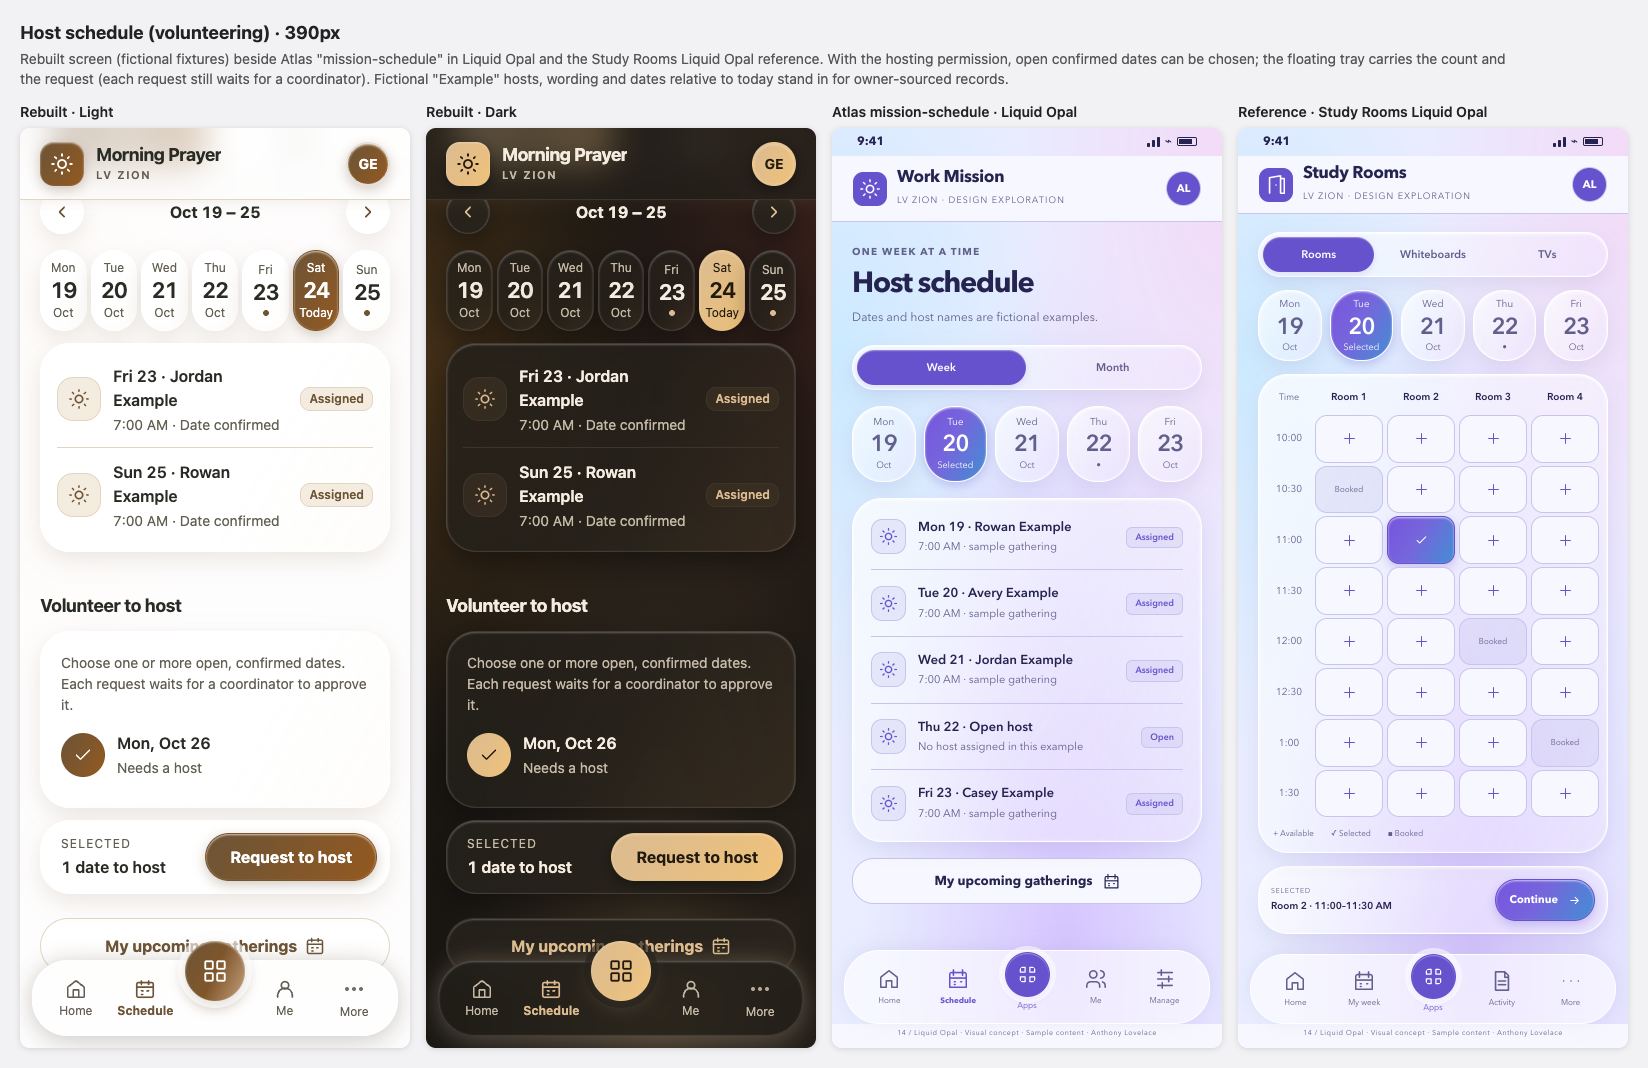 Host schedule (volunteering) · 390px
Rebuilt screen (fictional fixtures) beside Atlas "mission-schedule" in Liquid Opal and the Study Rooms Liquid Opal reference. With the hosting permission, open confirmed dates can be chosen; the floating tray carries the count and
the request (each request still waits for a coordinator). Fictional "Example" hosts, wording and dates relative to today stand in for owner-sourced records.
Rebuilt · Light
Morning Prayer
LV ZION
GE
Oct 19 – 25
Mon Tue Wed Thu Fri Sat Sun
19 20 21 22 23 24 25
Oct Oct Oct Oct • Today •
Fri 23 · Jordan
Example
7:00 AM · Date confirmed
Assigned
Sun 25 · Rowan
Example
7:00 AM · Date confirmed
Assigned
Volunteer to host
Choose one or more open, confirmed dates.
Each request waits for a coordinator to approve
it.
Mon, Oct 26
Needs a host
SELECTED
1 date to host
Request to host
My upcomin therings
Home Schedule Me More
Rebuilt · Dark
Morning Prayer
LV ZION
GE
Oct 19 – 25
Mon Tue Wed Thu Fri Sat Sun
19 20 21 22 23 24 25
Oct Oct Oct Oct • Today •
Fri 23 · Jordan
Example
7:00 AM · Date confirmed
Assigned
Sun 25 · Rowan
Example
7:00 AM · Date confirmed
Assigned
Volunteer to host
Choose one or more open, confirmed dates.
Each request waits for a coordinator to approve
it.
Mon, Oct 26
Needs a host
SELECTED
1 date to host
Request to host
My upcomin therings
Home Schedule Me More
Atlas mission-schedule · Liquid Opal
9:41
Work Mission
LV ZION · DESIGN EXPLORATION
AL
ONE WEEK AT A TIME
Host schedule
Dates and host names are fictional examples.
Week Month
Mon Tue Wed Thu Fri
19 20 21 22 23
Oct Selected Oct • Oct
Mon 19 · Rowan Example
7:00 AM · sample gathering
Assigned
Tue 20 · Avery Example
7:00 AM · sample gathering
Assigned
Wed 21 · Jordan Example
7:00 AM · sample gathering
Assigned
Thu 22 · Open host
No host assigned in this example
Open
Fri 23 · Casey Example
7:00 AM · sample gathering
Assigned
My upcoming gatherings
Home Schedule Apps Me Manage
14 / Liquid Opal · Visual concept · Sample content · Anthony Lovelace
Reference · Study Rooms Liquid Opal
9:41
Study Rooms
LV ZION · DESIGN EXPLORATION
AL
Rooms Whiteboards TVs
Mon Tue Wed Thu Fri
19 20 21 22 23
Oct Selected Oct • Oct
Time Room 1 Room 2 Room 3 Room 4
10:00 + + + +
10:30 Booked + + +
11:00 + ✓ + +
11:30 + + + +
12:00 + + Booked +
12:30 + + + +
1:00 + + + Booked
1:30 + + + +
+ Available ✓ Selected ■ Booked
SELECTED
Room 2 · 11:00–11:30 AM
Continue →
Home My week Apps Activity More
14 / Liquid Opal · Visual concept · Sample content · Anthony Lovelace